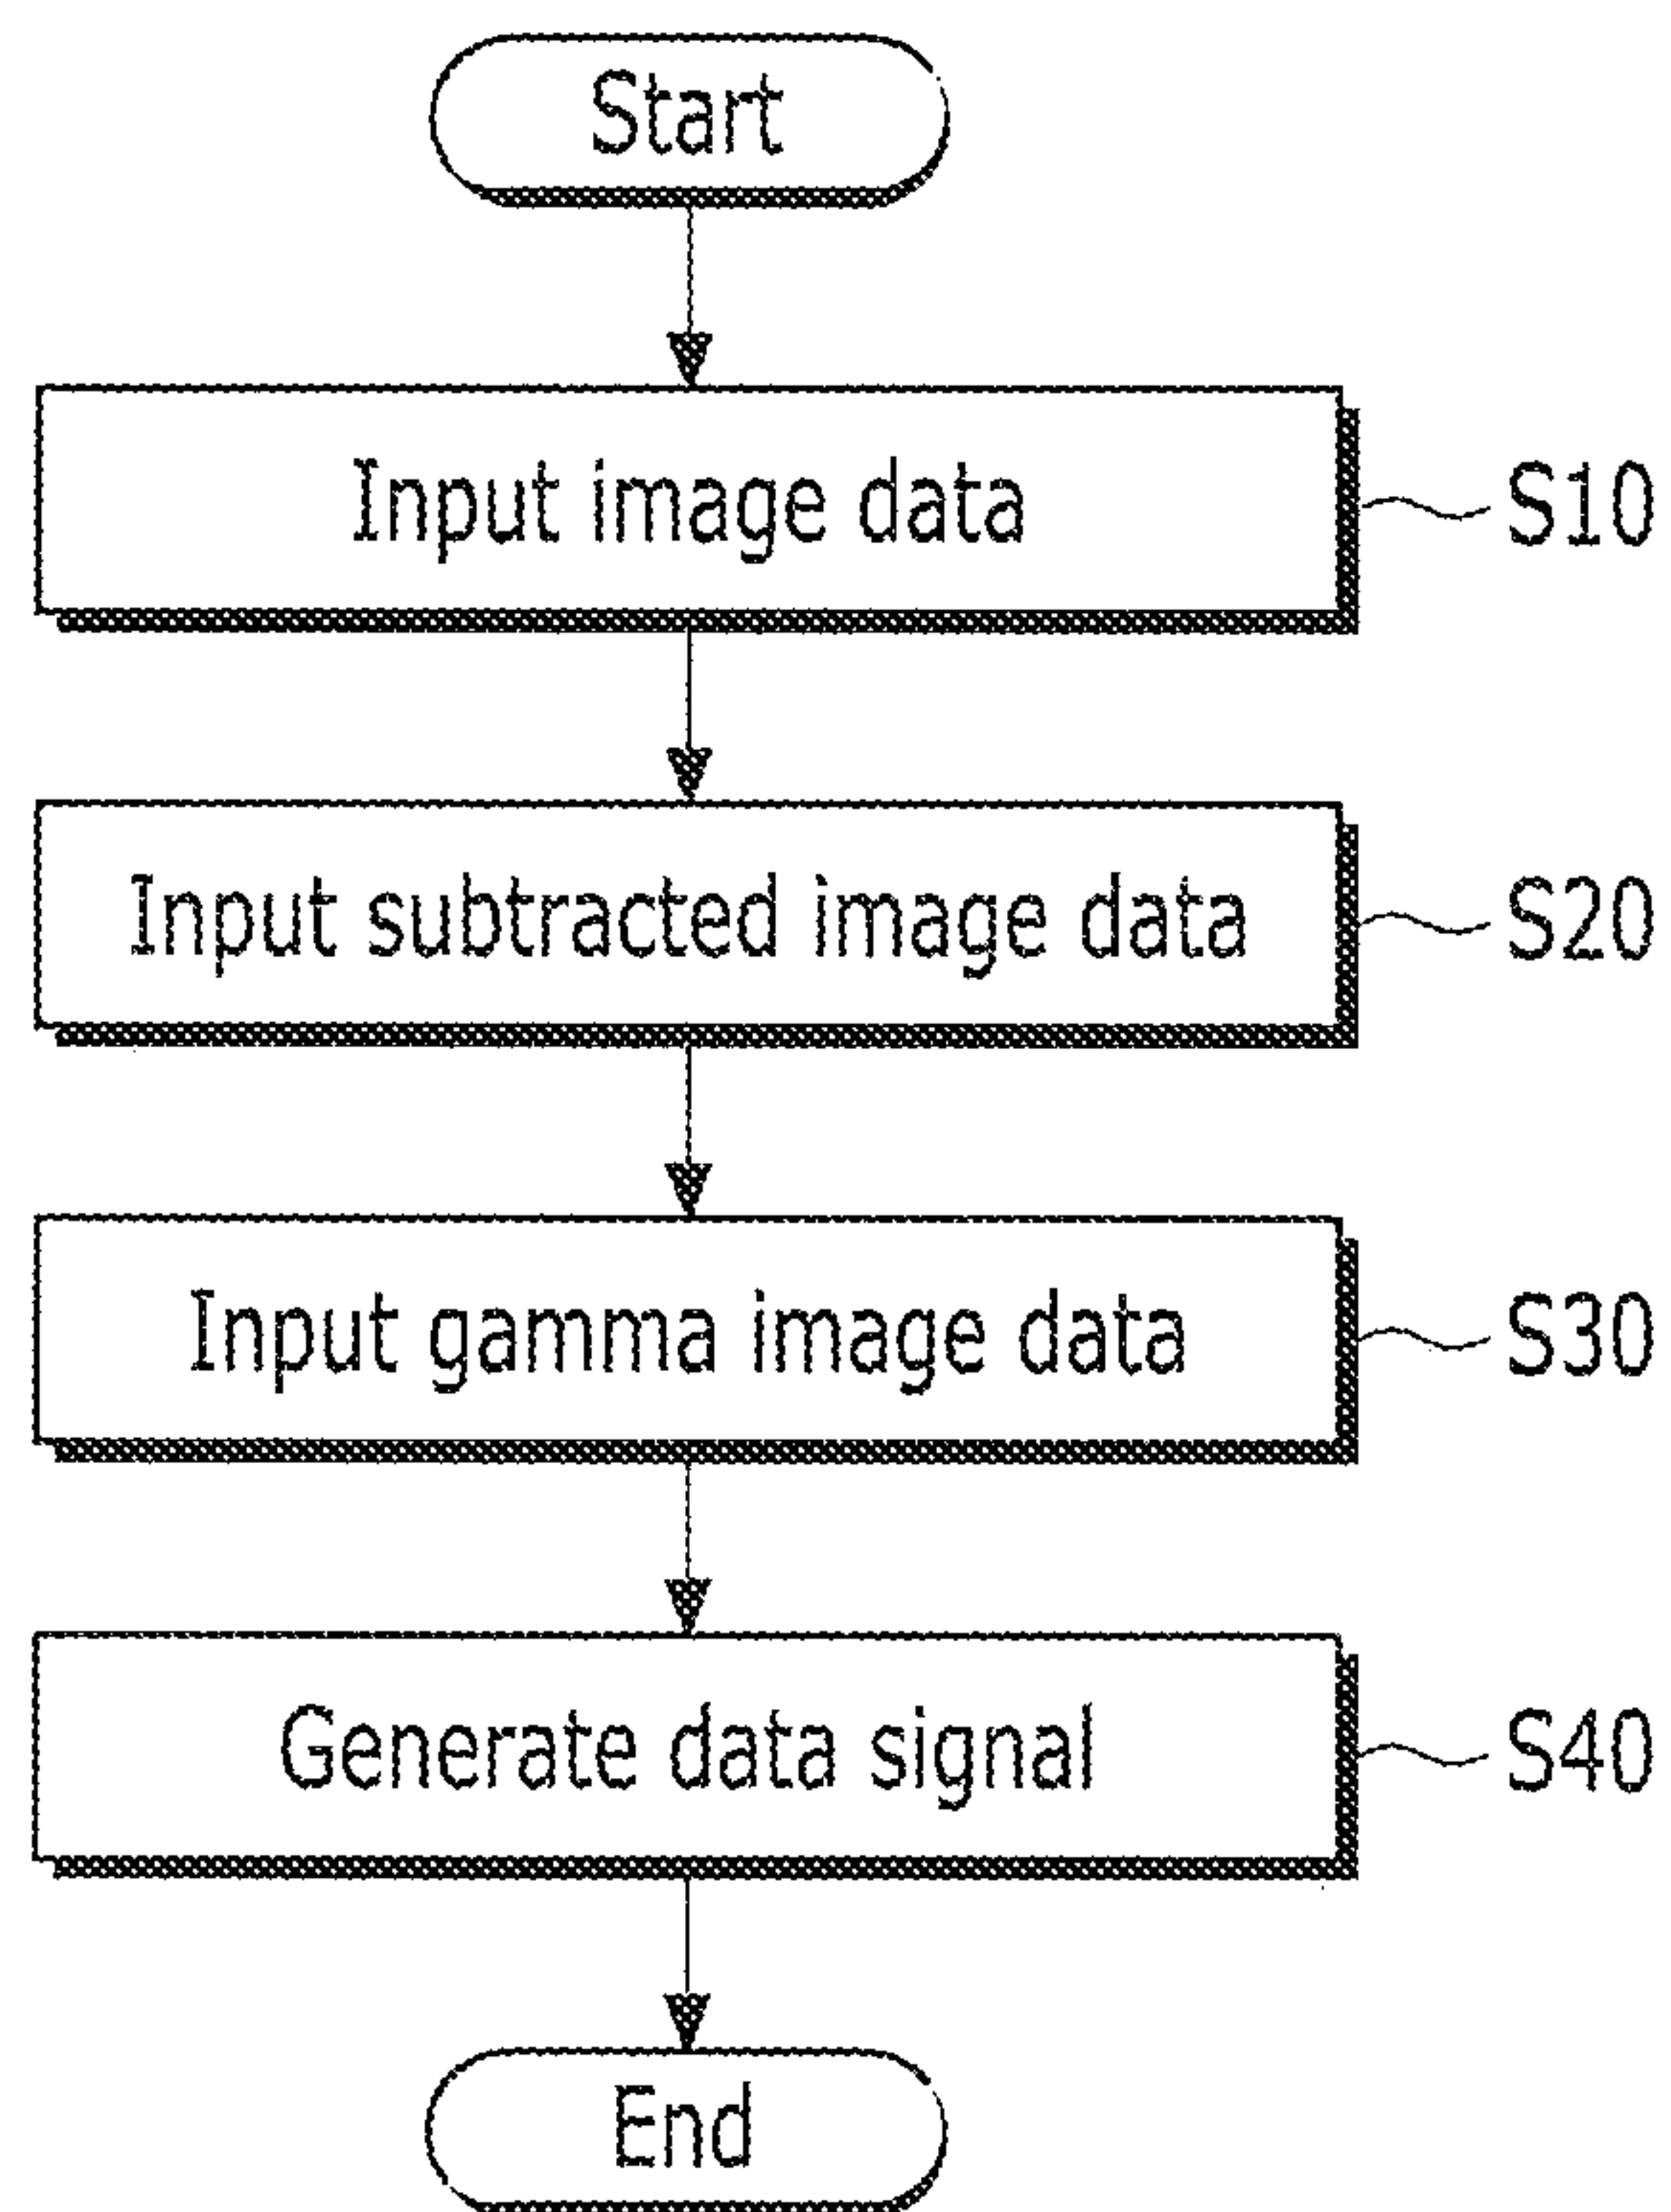 Start
Input image data
S10
Input subtracted image data
S20
Input gamma image data
S30
Generate data signal
S40
End